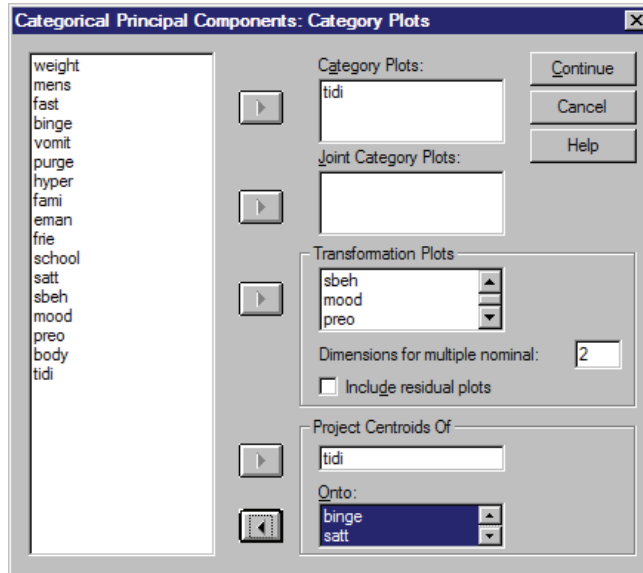 Categorical Principal Components: Category Plots
weight
mens
fast
binge
vomit
purge
hyper
fami
eman
frie
school
satt
sbeh
mood
preo
body
tidi
Category Plots:
tidi
Joint Category Plots:
Transformation Plots
sbeh
mood
preo
Dimensions for multiple nominal: 2
Include residual plots
Project Centroids Of
tidi
Onto:
binge
satt
Continue
Cancel
Help